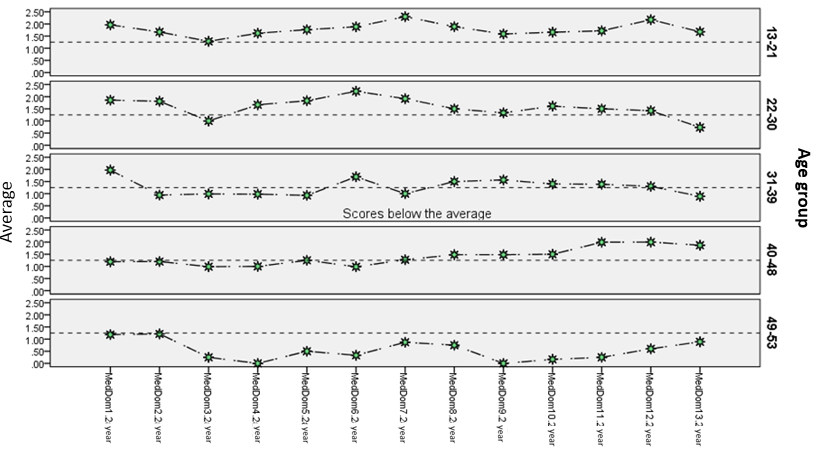 2.50
2.00
1.50
1.00
.50
.00
13-21
2.50
2.00
1.50
1.00
.50
.00
22-30
2.50
2.00
1.50
1.00
.50
.00
31-39
Scores below the average
2.50
2.00
1.50
1.00
.50
.00
40-48
2.50
2.00
1.50
1.00
.50
.00
49-53
Average
Age group
MedDom1.2 year
MedDom2.2 year
MedDom3.2 year
MedDom4.2 year
MedDom5.2 year
MedDom6.2 year
MedDom7.2 year
MedDom8.2 year
MedDom9.2 year
MedDom10.2 year
MedDom11.2 year
MedDom12.2 year
MedDom13.2 year